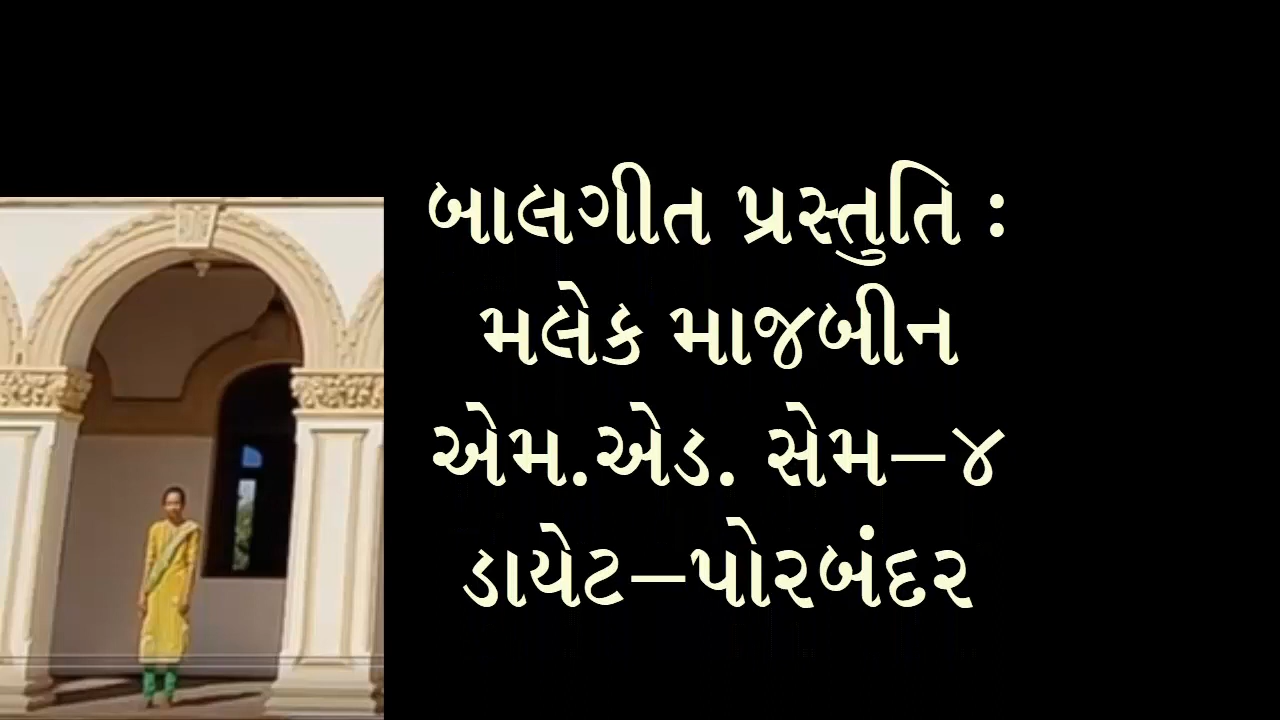 બાલગીત પ્રસ્તુતિ :
મલેક માજબીન
એમ.એડ. સેમ–૪
ડાયેટ–પોરબંદર